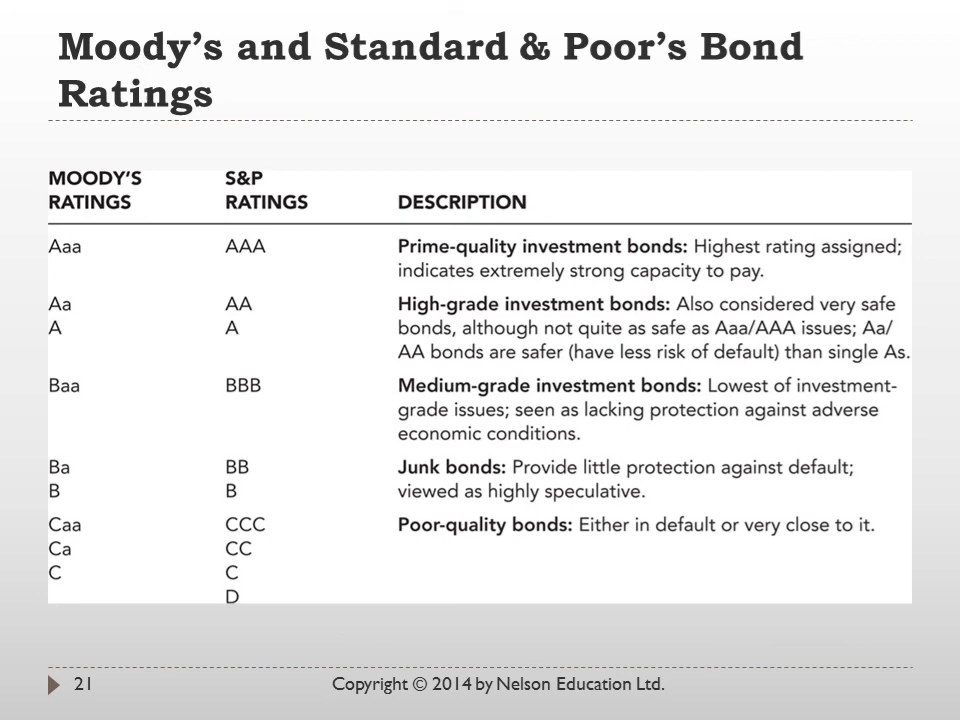 Moody’s and Standard & Poor’s Bond
Ratings
MOODY’S RATINGS S&P RATINGS DESCRIPTION
Aaa AAA Prime-quality investment bonds: Highest rating assigned;
indicates extremely strong capacity to pay.
Aa AA High-grade investment bonds: Also considered very safe
A A bonds, although not quite as safe as Aaa/AAA issues; Aa/
AA bonds are safer (have less risk of default) than single As.
Baa BBB Medium-grade investment bonds: Lowest of investment-
grade issues; seen as lacking protection against adverse
economic conditions.
Ba BB Junk bonds: Provide little protection against default;
B B viewed as highly speculative.
Caa CCC Poor-quality bonds: Either in default or very close to it.
Ca CC
C C
D
21 Copyright © 2014 by Nelson Education Ltd.